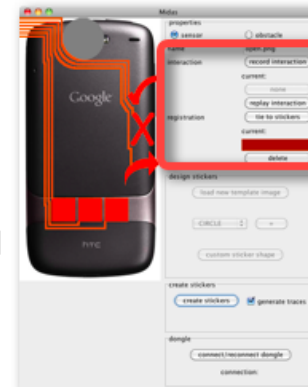 Midas
properties
sensor
obstacle
name
open.png
interaction
record interaction
current:
none
replay interaction
registration
tie to stickers
current:
delete
Google
hTC
design stickers
load new template image
CIRCLE
+
custom sticker shape
create stickers
create stickers
generate traces
dongle
connect/reconnect dongle
connection: